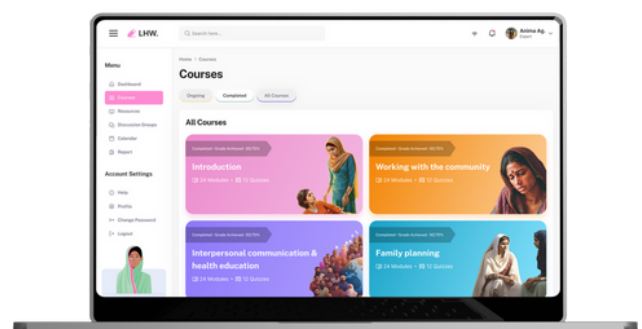 LHW.
Search here...
Anima Ag.
Expert
Menu
Dashboard
Courses
Resources
Discussion Groups
Calendar
Report
Account Settings
Help
Profile
Change Password
Logout
Home > Courses
Courses
Ongoing
Completed
All Courses
All Courses
Introduction
24 Modules • 12 Quizzes
Working with the community
24 Modules • 12 Quizzes
Interpersonal communication &
health education
24 Modules • 12 Quizzes
Family planning
24 Modules • 12 Quizzes